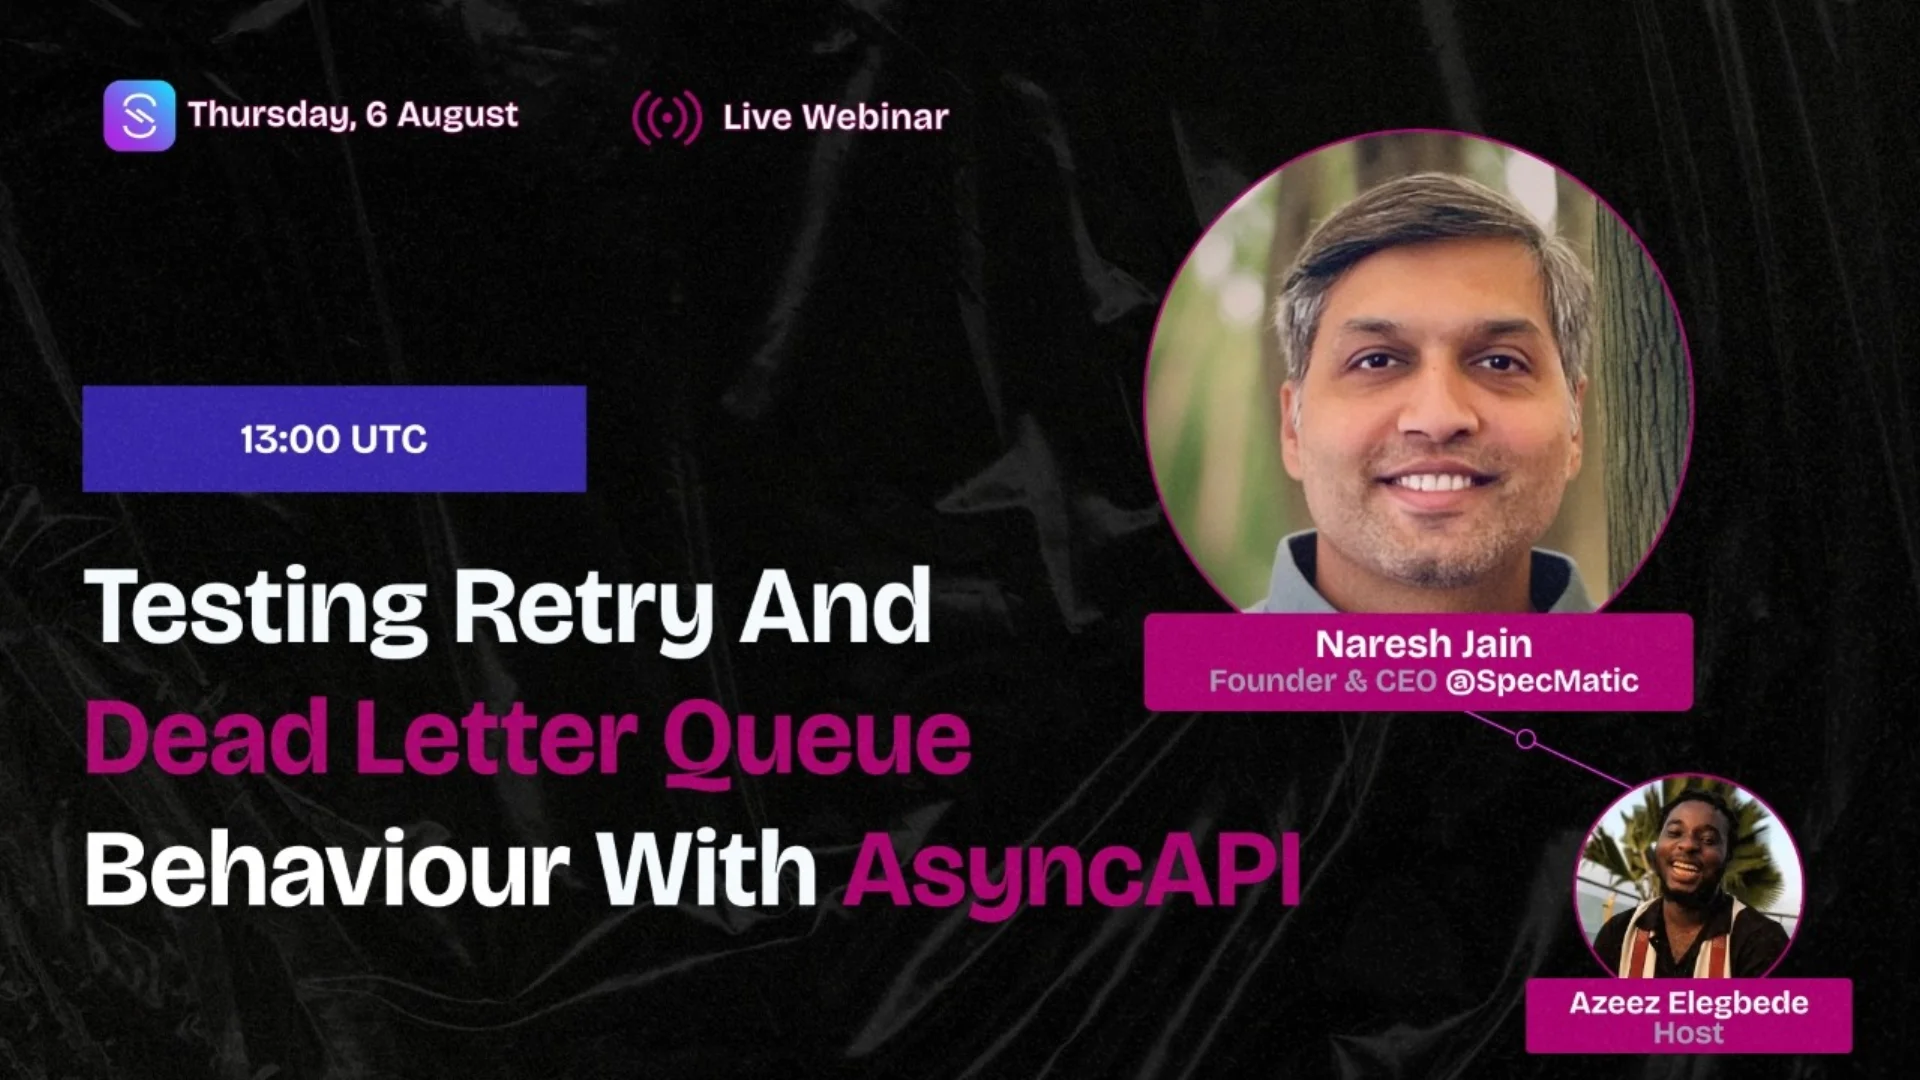 Thursday, 6 August
Live Webinar
13:00 UTC
Testing Retry And
Dead Letter Queue
Behaviour With AsyncAPI
Naresh Jain
Founder & CEO @SpecMatic
Azeez Elegbede
Host